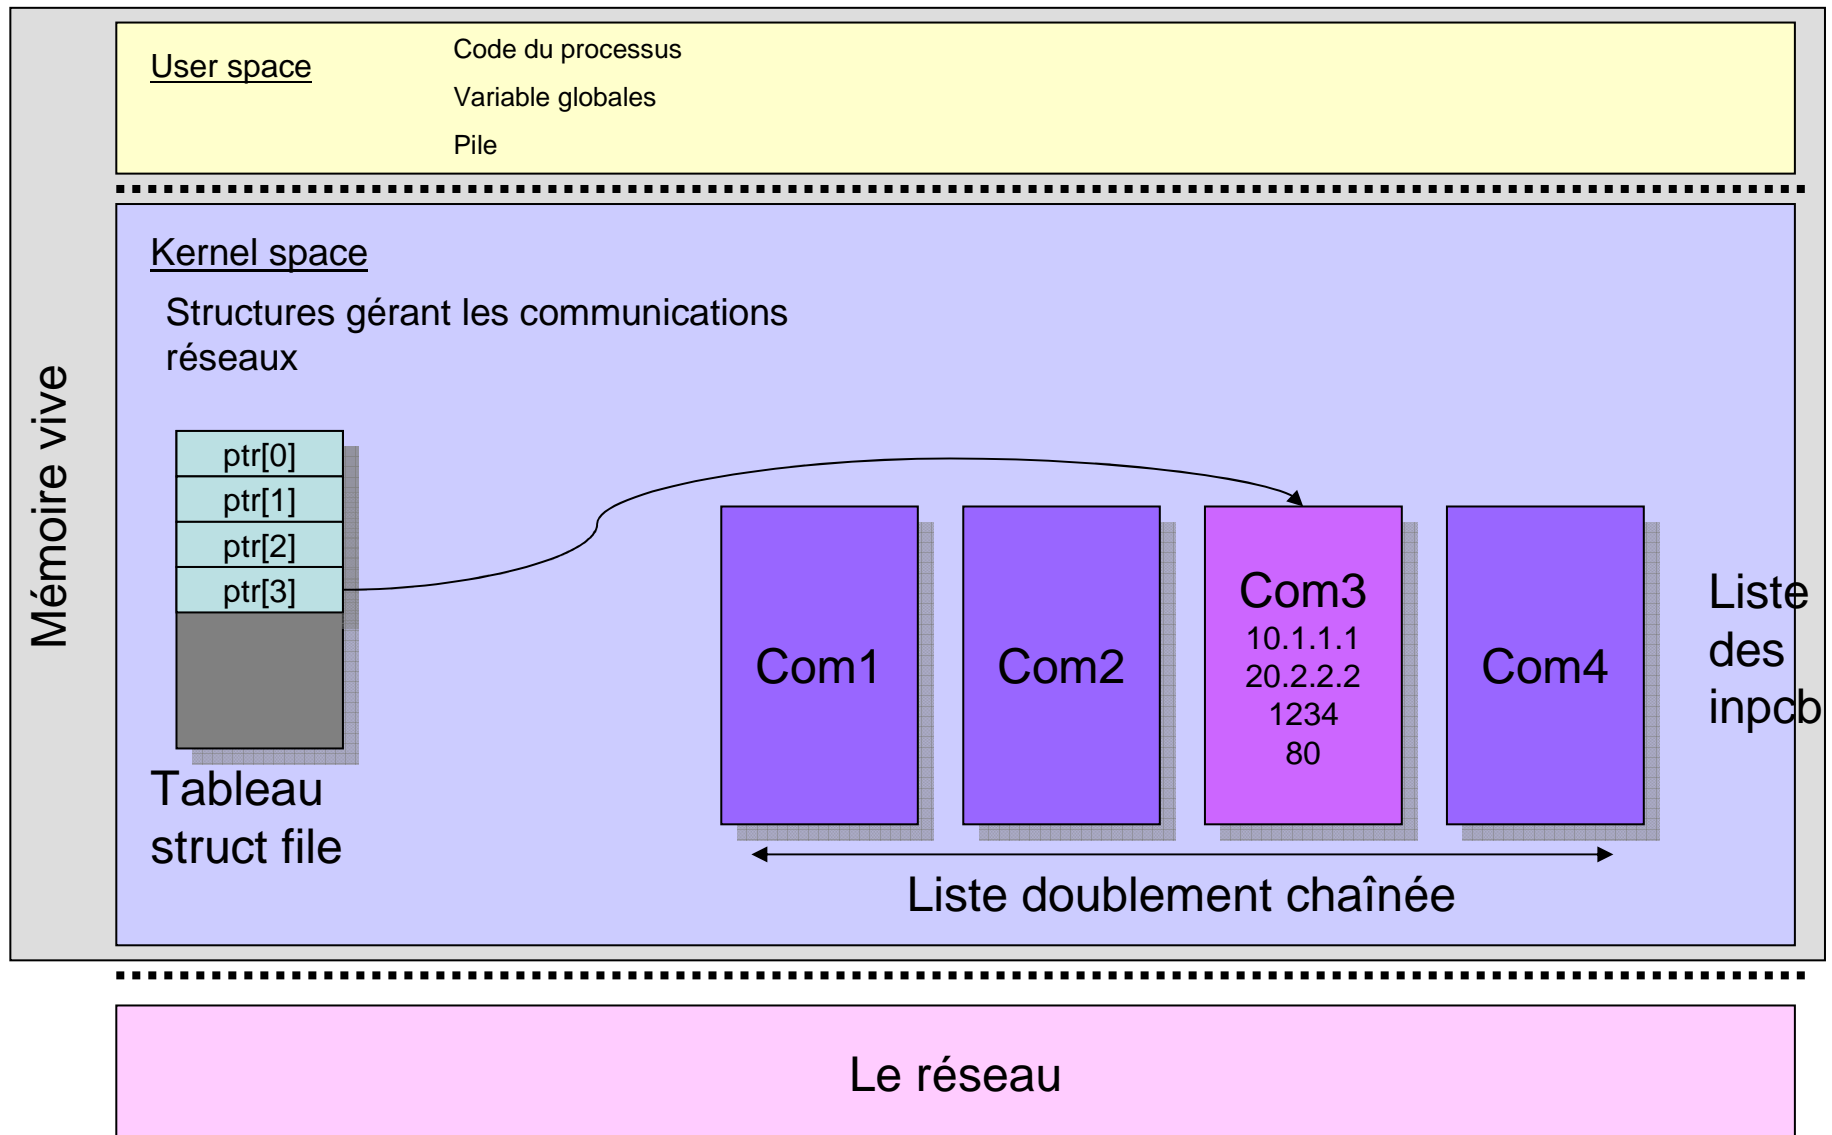 Mémoire vive
User space
Code du processus
Variable globales
Pile
Kernel space
Structures gérant les communications
réseaux
ptr[0]
ptr[1]
ptr[2]
ptr[3]
Tableau
struct file
Com1
Com2
Com3
10.1.1.1
20.2.2.2
1234
80
Com4
Liste
des
inpcb
Liste doublement chaînée
Le réseau